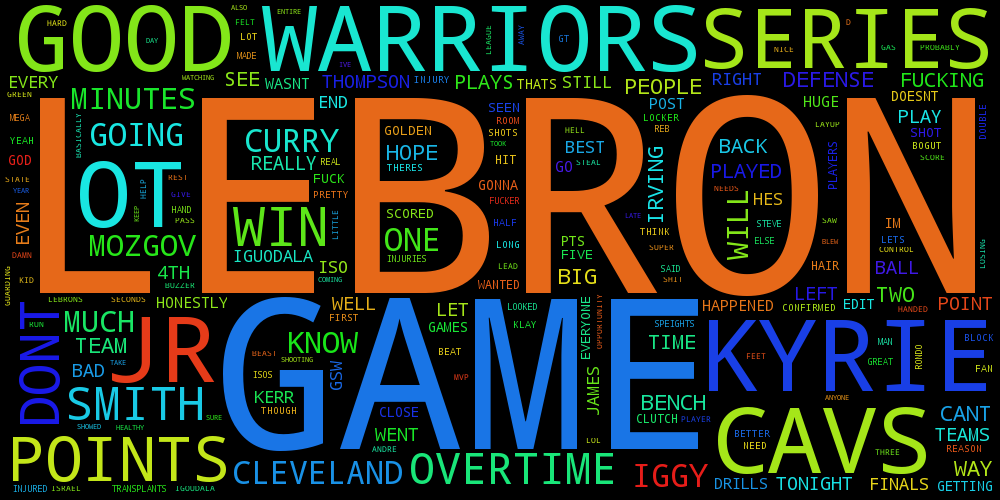 GOOD
WARRIORS
SERIES
HARD
DAY
ALSO
FELT
LOT
MADE
ENTIRE
IVE
LEAGUE
AWAY
GT
D
NICE
GAS
PROBABLY
EVERY
WATCHING
SEE
WASNT
THOMPSON
INJURY
PLAYS
THATS
STILL
PEOPLE
RIGHT
DEFENSE
FUCKING
GREEN
MEGA
YEAH
GOD
STATE
YEAR
EVEN
DAMN
KID
GUARDING
LEBRON
MINUTES
BASICALLY
GOING
OT
KEEP
HELP
REST
GIVE
HAND
PASS
MOZGOV
4TH
BUZZER
END
CURRY
REALLY
REAL
FUCK
PRETTY
WIN
LITTLE
IGUODALA
ISO
COMING
GOLDEN
HOPE
THERES
SCORED
ONE
INJURIES
SEEN
ROOM
SHOTS
TOOK
HIT
GONNA
FUCKER
HALF
LONG
LEAD
WANTED
POST
LOCKER
REB
HELL
BEST
GO
STEAL
IRVING
LATE
THINK
SUPER
PTS
FIVE
BIG
SAID
SHIT
BACK
PLAYED
NEEDS
HES
WILL
STEVE
ELSE
HUGE
LAYUP
PLAYERS
SAW
BLEW
HAIR
DOESNT
PLAY
SHOT
BOGUT
SCORE
DOUBLE
IM
LETS
CONTROL
BALL
LOSING
LEFT
CONFIRMED
EDIT
TWO
HANDED
POINT
HAPPENED
LEBRONS
SECONDS
HONESTLY
DONT
RUN
MUCH
TEAM
BAD
TAKE
JR
SMITH
SHOWED
HEALTHY
SURE
GAME
WELL
FIRST
KNOW
BEAST
SHOOTING
ISOS
KERR
THOUGH
GSW
LET
GAMES
LOOKED
KLAY
BEAT
MVP
CLOSE
WENT
ANDRE
EVERYONE
OPPORTUNITY
JAMES
LOL
SPEIGHTS
TIME
BENCH
CLUTCH
PLAYER
KYRIE
FEET
MAN
GREAT
RONDO
BLOCK
FAN
ANYONE
CAVS
BETTER
NEED
THREE
CANT
TEAMS
REASON
WAY
GETTING
POINTS
INJURED
ISRAEL
TRANSPLANTS
IGOUDALA
CLEVELAND
OVERTIME
IGGY
DRILLS
TONIGHT
FINALS